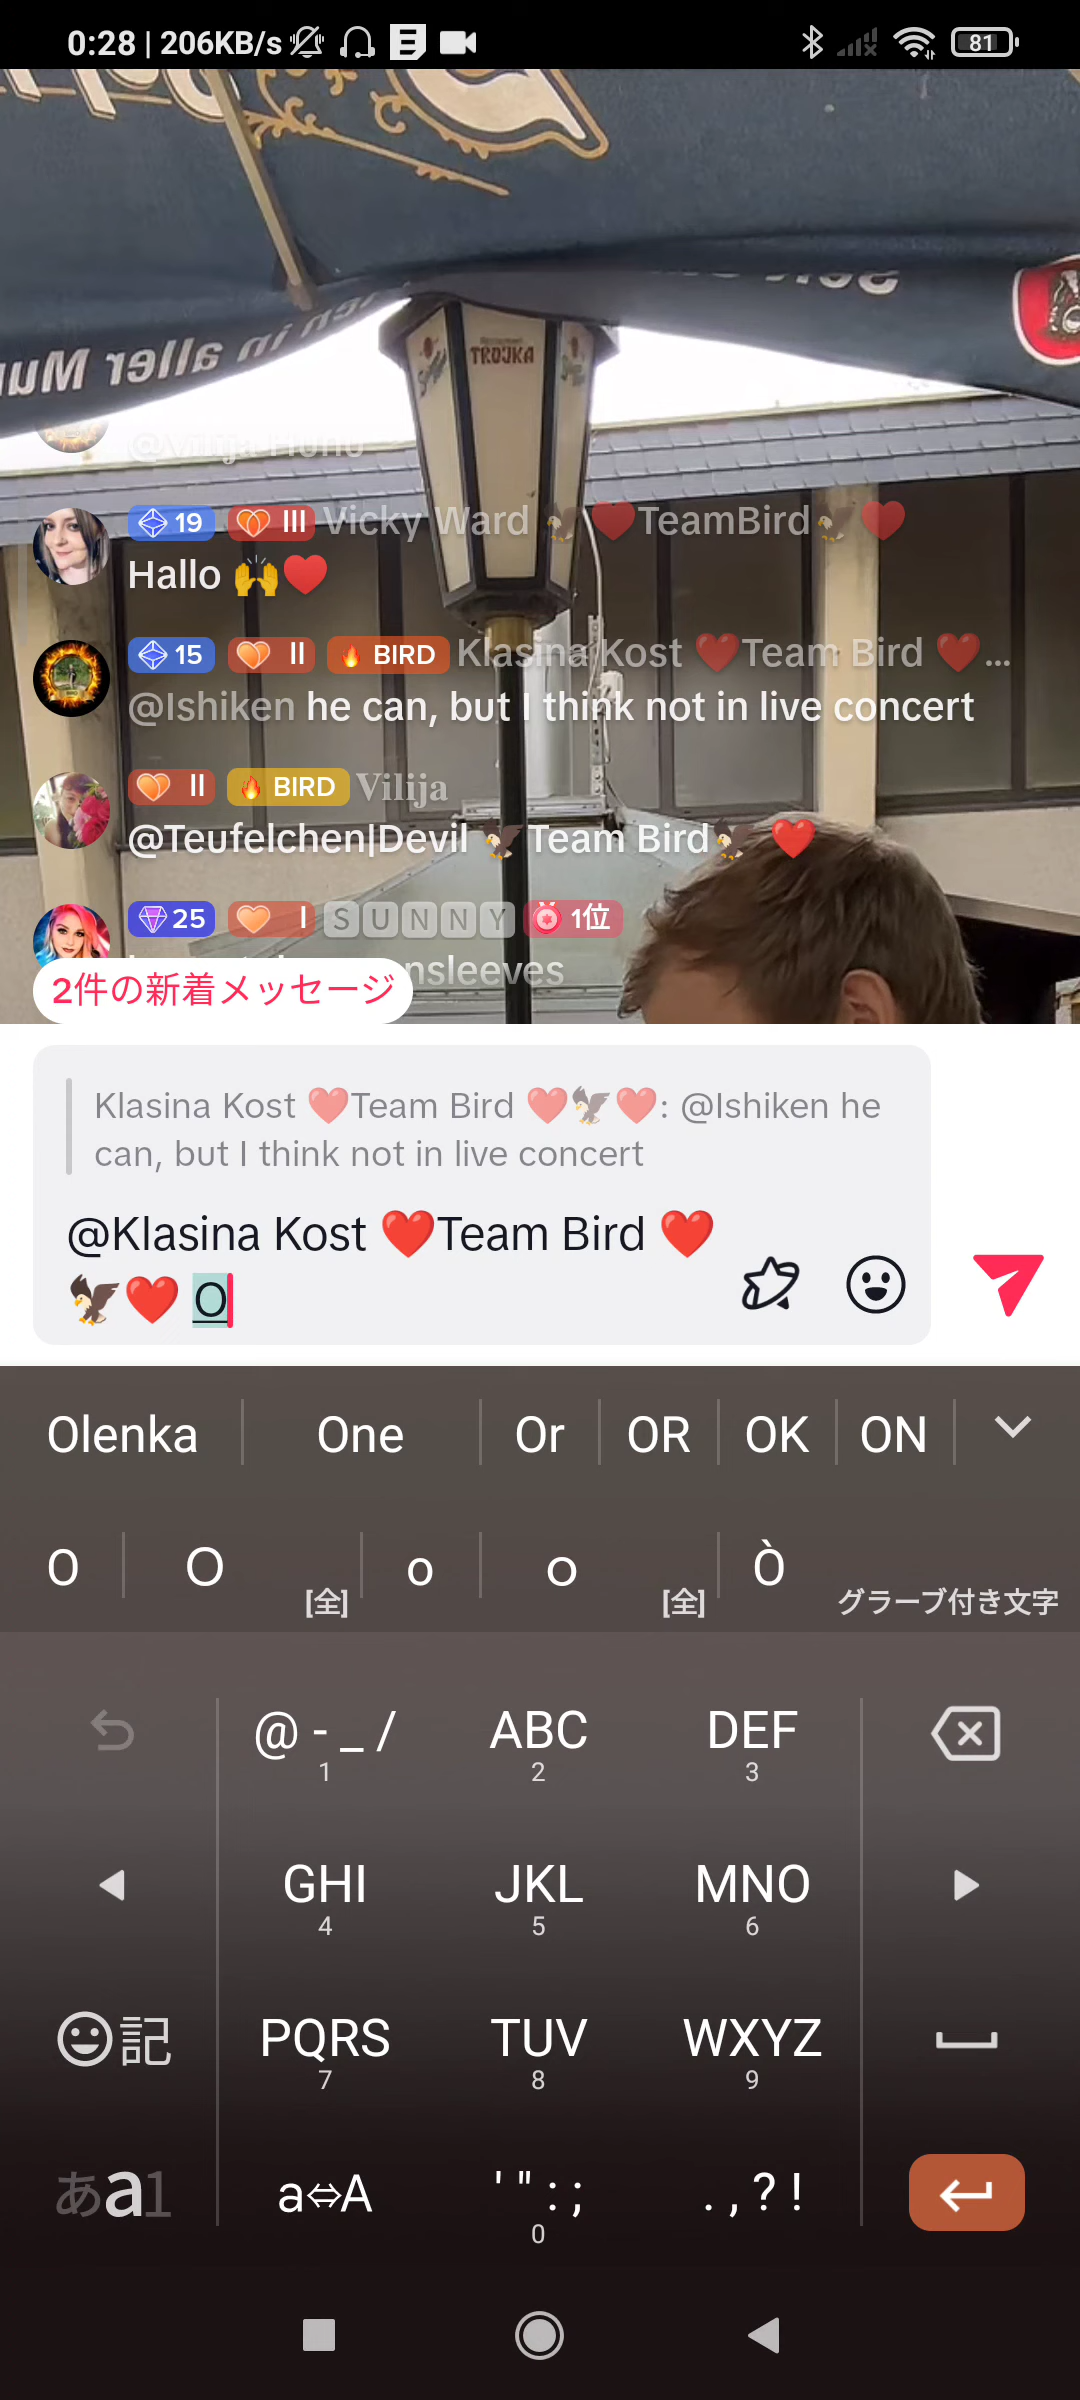 0:28 | 206KB/s
81
TROJKA
in aller Mun
@Vilija Hunu
19 III Vicky Ward 🦅❤️TeamBird🦅❤️
Hallo 🙌❤️
15 II 🔥 BIRD Klasina Kost ❤️Team Bird ❤️...
@Ishiken he can, but I think not in live concert
II 🔥 BIRD Vilija
@Teufelchen|Devil 🦅Team Bird🦅 ❤️
25 I SUNNY 1位
nsleeves
2件の新着メッセージ
Klasina Kost ❤️Team Bird ❤️🦅❤️: @Ishiken he
can, but I think not in live concert
@Klasina Kost ❤️Team Bird ❤️
🦅❤️ O
Olenka One Or OR OK ON
O O [全] o o [全] Ò グラーブ付き文字
@ - _ / ABC DEF
1 2 3
GHI JKL MNO
4 5 6
記 PQRS TUV WXYZ
7 8 9
あa1 a⇔A ' " : ; . , ? !
0